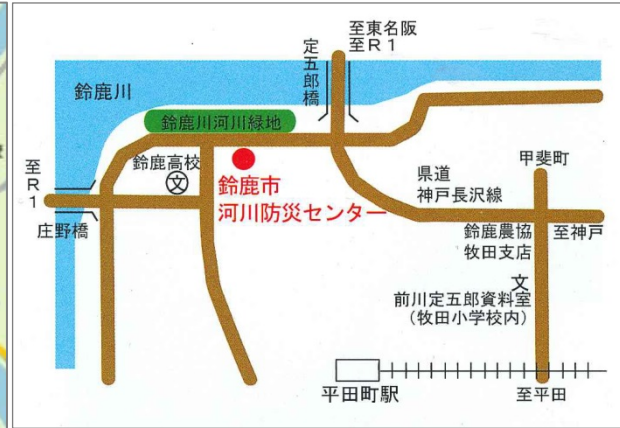 至東名阪
至R1
定五郎橋
鈴鹿川
鈴鹿川河川緑地
至R1
鈴鹿高校
文
鈴鹿市
河川防災センター
庄野橋
県道
神戸長沢線
甲斐町
鈴鹿農協
牧田支店
至神戸
文
前川定五郎資料室
(牧田小学校内)
平田町駅
至平田